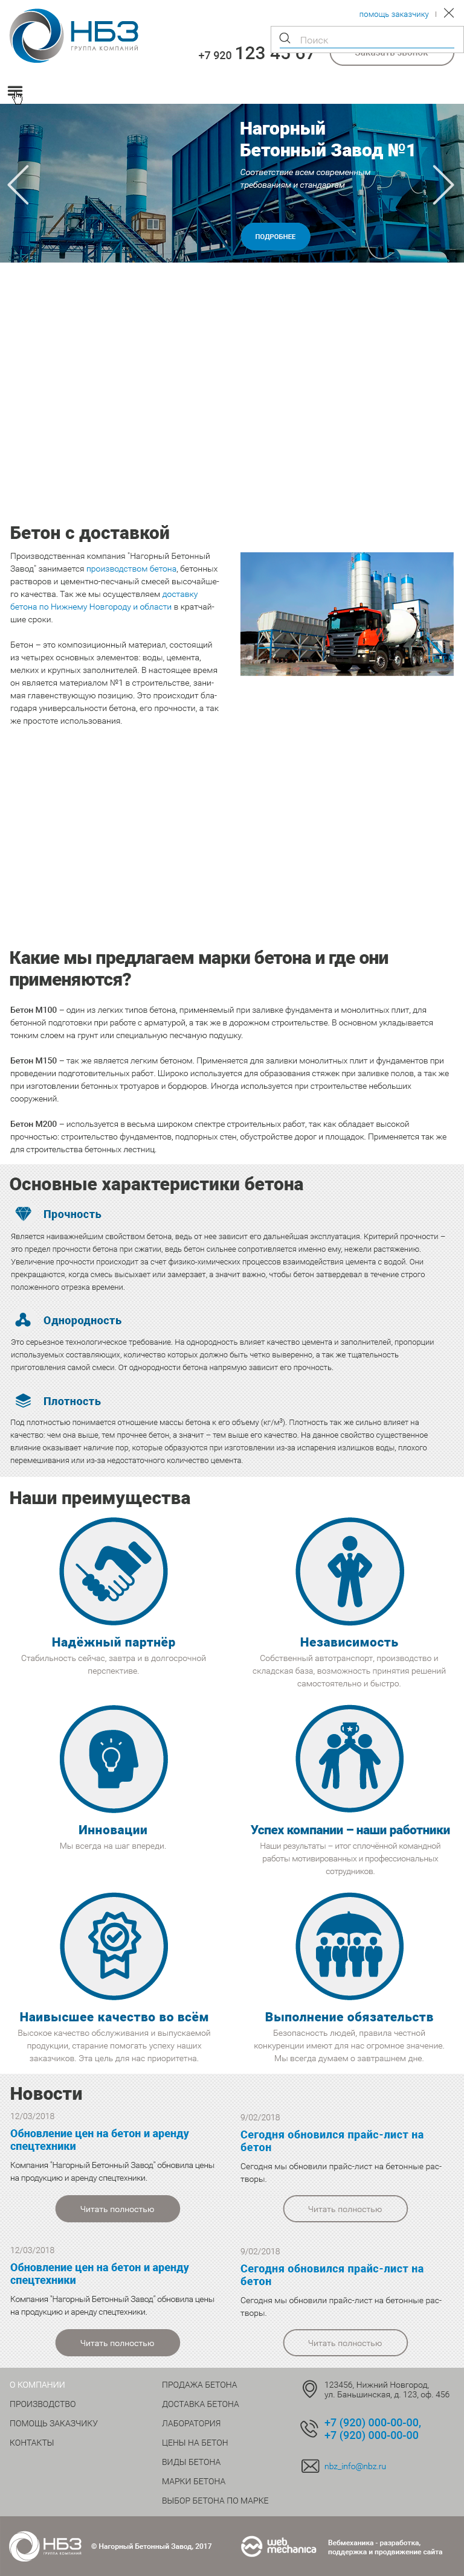 НБЗ
ГРУППА КОМПАНИЙ
помощь заказчику
Поиск
+7 920 123 45 67
Заказать звонок
Нагорный
Бетонный Завод №1
Соответствие всем современным
требованиям и стандартам
ПОДРОБНЕЕ
Бетон с доставкой
Производственная компания "Нагорный Бетонный
Завод" занимается производством бетона, бетонных
растворов и цементно-песчаный смесей высочайше-
го качества. Так же мы осуществляем доставку
бетона по Нижнему Новгороду и области в кратчай-
шие сроки.
Бетон – это композиционный материал, состоящий
из четырех основных элементов: воды, цемента,
мелких и крупных заполнителей. В настоящее время
он является материалом №1 в строительстве, зани-
мая главенствующую позицию. Это происходит бла-
годаря универсальности бетона, его прочности, а так
же простоте использования.
Какие мы предлагаем марки бетона и где они
применяются?
Бетон М100 – один из легких типов бетона, применяемый при заливке фундамента и монолитных плит, для
бетонной подготовки при работе с арматурой, а так же в дорожном строительстве. В основном укладывается
тонким слоем на грунт или специальную песчаную подушку.
Бетон М150 – так же является легким бетоном. Применяется для заливки монолитных плит и фундаментов при
проведении подготовительных работ. Широко используется для образования стяжек при заливке полов, а так же
при изготовлении бетонных тротуаров и бордюров. Иногда используется при строительстве небольших
сооружений.
Бетон М200 – используется в весьма широком спектре строительных работ, так как обладает высокой
прочностью: строительство фундаментов, подпорных стен, обустройстве дорог и площадок. Применяется так же
для строительства бетонных лестниц.
Основные характеристики бетона
Прочность
Является наиважнейшим свойством бетона, ведь от нее зависит его дальнейшая эксплуатация. Критерий прочности –
это предел прочности бетона при сжатии, ведь бетон сильнее сопротивляется именно ему, нежели растяжению.
Увеличение прочности происходит за счет физико-химических процессов взаимодействия цемента с водой. Они
прекращаются, когда смесь высыхает или замерзает, а значит важно, чтобы бетон затвердевал в течение строго
положенного отрезка времени.
Однородность
Это серьезное технологическое требование. На однородность влияет качество цемента и заполнителей, пропорции
используемых составляющих, количество которых должно быть четко выверенно, а так же тщательность
приготовления самой смеси. От однородности бетона напрямую зависит его прочность.
Плотность
Под плотностью понимается отношение массы бетона к его объему (кг/м³). Плотность так же сильно влияет на
качество: чем она выше, тем прочнее бетон, а значит – тем выше его качество. На данное свойство существенное
влияние оказывает наличие пор, которые образуются при изготовлении из-за испарения излишков воды, плохого
перемешивания или из-за недостаточного количество цемента.
Наши преимущества
Надёжный партнёр
Стабильность сейчас, завтра и в долгосрочной
перспективе.
Независимость
Собственный автотранспорт, производство и
складская база, возможность принятия решений
самостоятельно и быстро.
Инновации
Мы всегда на шаг впереди.
Успех компании – наши работники
Наши результаты – итог сплочённой командной
работы мотивированных и профессиональных
сотрудников.
Наивысшее качество во всём
Высокое качество обслуживания и выпускаемой
продукции, старание помогать успеху наших
заказчиков. Эта цель для нас приоритетна.
Выполнение обязательств
Безопасность людей, правила честной
конкуренции имеют для нас огромное значение.
Мы всегда думаем о завтрашнем дне.
Новости
12/03/2018
Обновление цен на бетон и аренду
спецтехники
Компания "Нагорный Бетонный Завод" обновила цены
на продукцию и аренду спецтехники.
Читать полностью
9/02/2018
Сегодня обновился прайс-лист на
бетон
Сегодня мы обновили прайс-лист на бетонные рас-
творы.
Читать полностью
12/03/2018
Обновление цен на бетон и аренду
спецтехники
Компания "Нагорный Бетонный Завод" обновила цены
на продукцию и аренду спецтехники.
Читать полностью
9/02/2018
Сегодня обновился прайс-лист на
бетон
Сегодня мы обновили прайс-лист на бетонные рас-
творы.
Читать полностью
О КОМПАНИИ
ПРОИЗВОДСТВО
ПОМОЩЬ ЗАКАЗЧИКУ
КОНТАКТЫ
ПРОДАЖА БЕТОНА
ДОСТАВКА БЕТОНА
ЛАБОРАТОРИЯ
ЦЕНЫ НА БЕТОН
ВИДЫ БЕТОНА
МАРКИ БЕТОНА
ВЫБОР БЕТОНА ПО МАРКЕ
123456, Нижний Новгород,
ул. Баньшинская, д. 123, оф. 456
+7 (920) 000-00-00,
+7 (920) 000-00-00
nbz_info@nbz.ru
НБЗ
ГРУППА КОМПАНИЙ
© Нагорный Бетонный Завод, 2017
web
mechanica
Вебмеханика - разработка,
поддержка и продвижение сайта